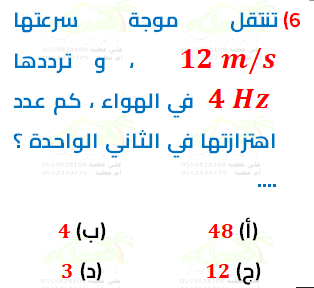 6) تنتقل موجة سرعتها
12 m/s ، و ترددها
4 Hz في الهواء ، كم عدد
اهتزازتها في الثاني الواحدة ؟
....
(أ) 48 (ب) 4
(ج) 12 (د) 3